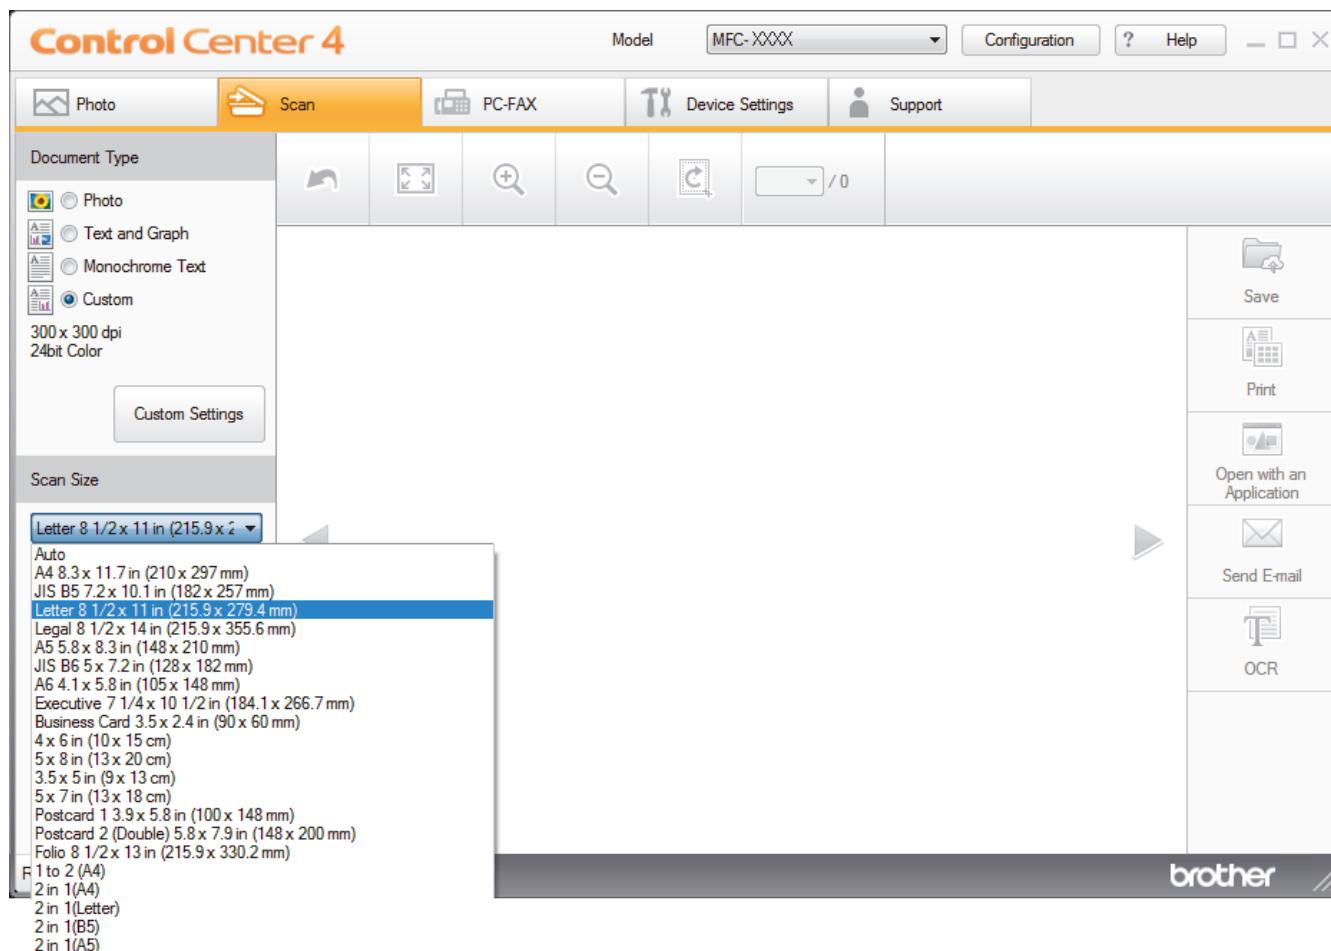 Control Center 4
Model
MFC-XXXX
Configuration
? Help
Photo
Scan
PC-FAX
Device Settings
Support
Document Type
Photo
Text and Graph
Monochrome Text
Custom
300 x 300 dpi
24bit Color
Custom Settings
/ 0
Scan Size
Letter 8 1/2 x 11 in (215.9 x 2
Auto
A4 8.3 x 11.7 in (210 x 297 mm)
JIS B5 7.2 x 10.1 in (182 x 257 mm)
Letter 8 1/2 x 11 in (215.9 x 279.4 mm)
Legal 8 1/2 x 14 in (215.9 x 355.6 mm)
A5 5.8 x 8.3 in (148 x 210 mm)
JIS B6 5 x 7.2 in (128 x 182 mm)
A6 4.1 x 5.8 in (105 x 148 mm)
Executive 7 1/4 x 10 1/2 in (184.1 x 266.7 mm)
Business Card 3.5 x 2.4 in (90 x 60 mm)
4 x 6 in (10 x 15 cm)
5 x 8 in (13 x 20 cm)
3.5 x 5 in (9 x 13 cm)
5 x 7 in (13 x 18 cm)
Postcard 1 3.9 x 5.8 in (100 x 148 mm)
Postcard 2 (Double) 5.8 x 7.9 in (148 x 200 mm)
Folio 8 1/2 x 13 in (215.9 x 330.2 mm)
1 to 2 (A4)
2 in 1(A4)
2 in 1(Letter)
2 in 1(B5)
2 in 1(A5)
Save
Print
Open with an
Application
Send E-mail
OCR
brother